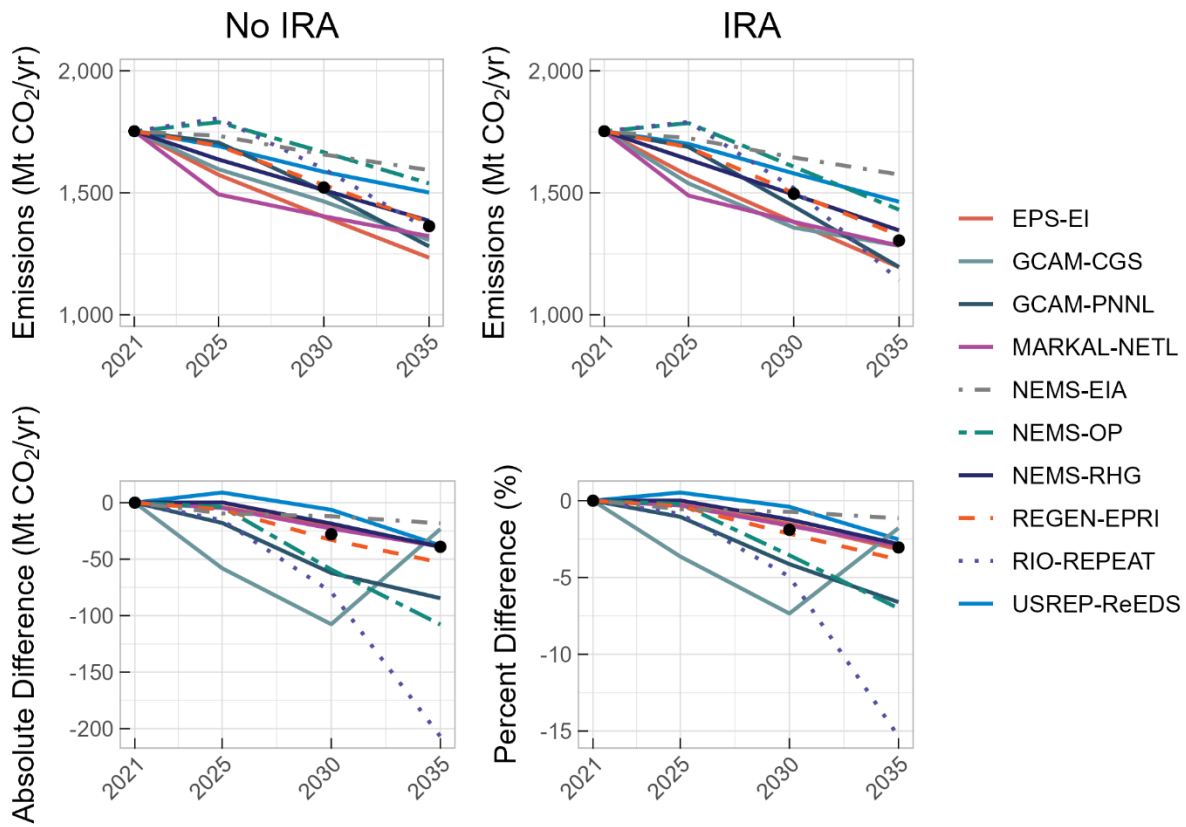 No IRA
IRA
Emissions (Mt CO₂/yr)
2,000
1,500
1,000
2021
2025
2030
2035
Emissions (Mt CO₂/yr)
2,000
1,500
1,000
2021
2025
2030
2035
EPS-EI
GCAM-CGS
GCAM-PNNL
MARKAL-NETL
NEMS-EIA
NEMS-OP
NEMS-RHG
REGEN-EPRI
RIO-REPEAT
USREP-ReEDS
Absolute Difference (Mt CO₂/yr)
0
-50
-100
-150
-200
2021
2025
2030
2035
Percent Difference (%)
0
-5
-10
-15
2021
2025
2030
2035